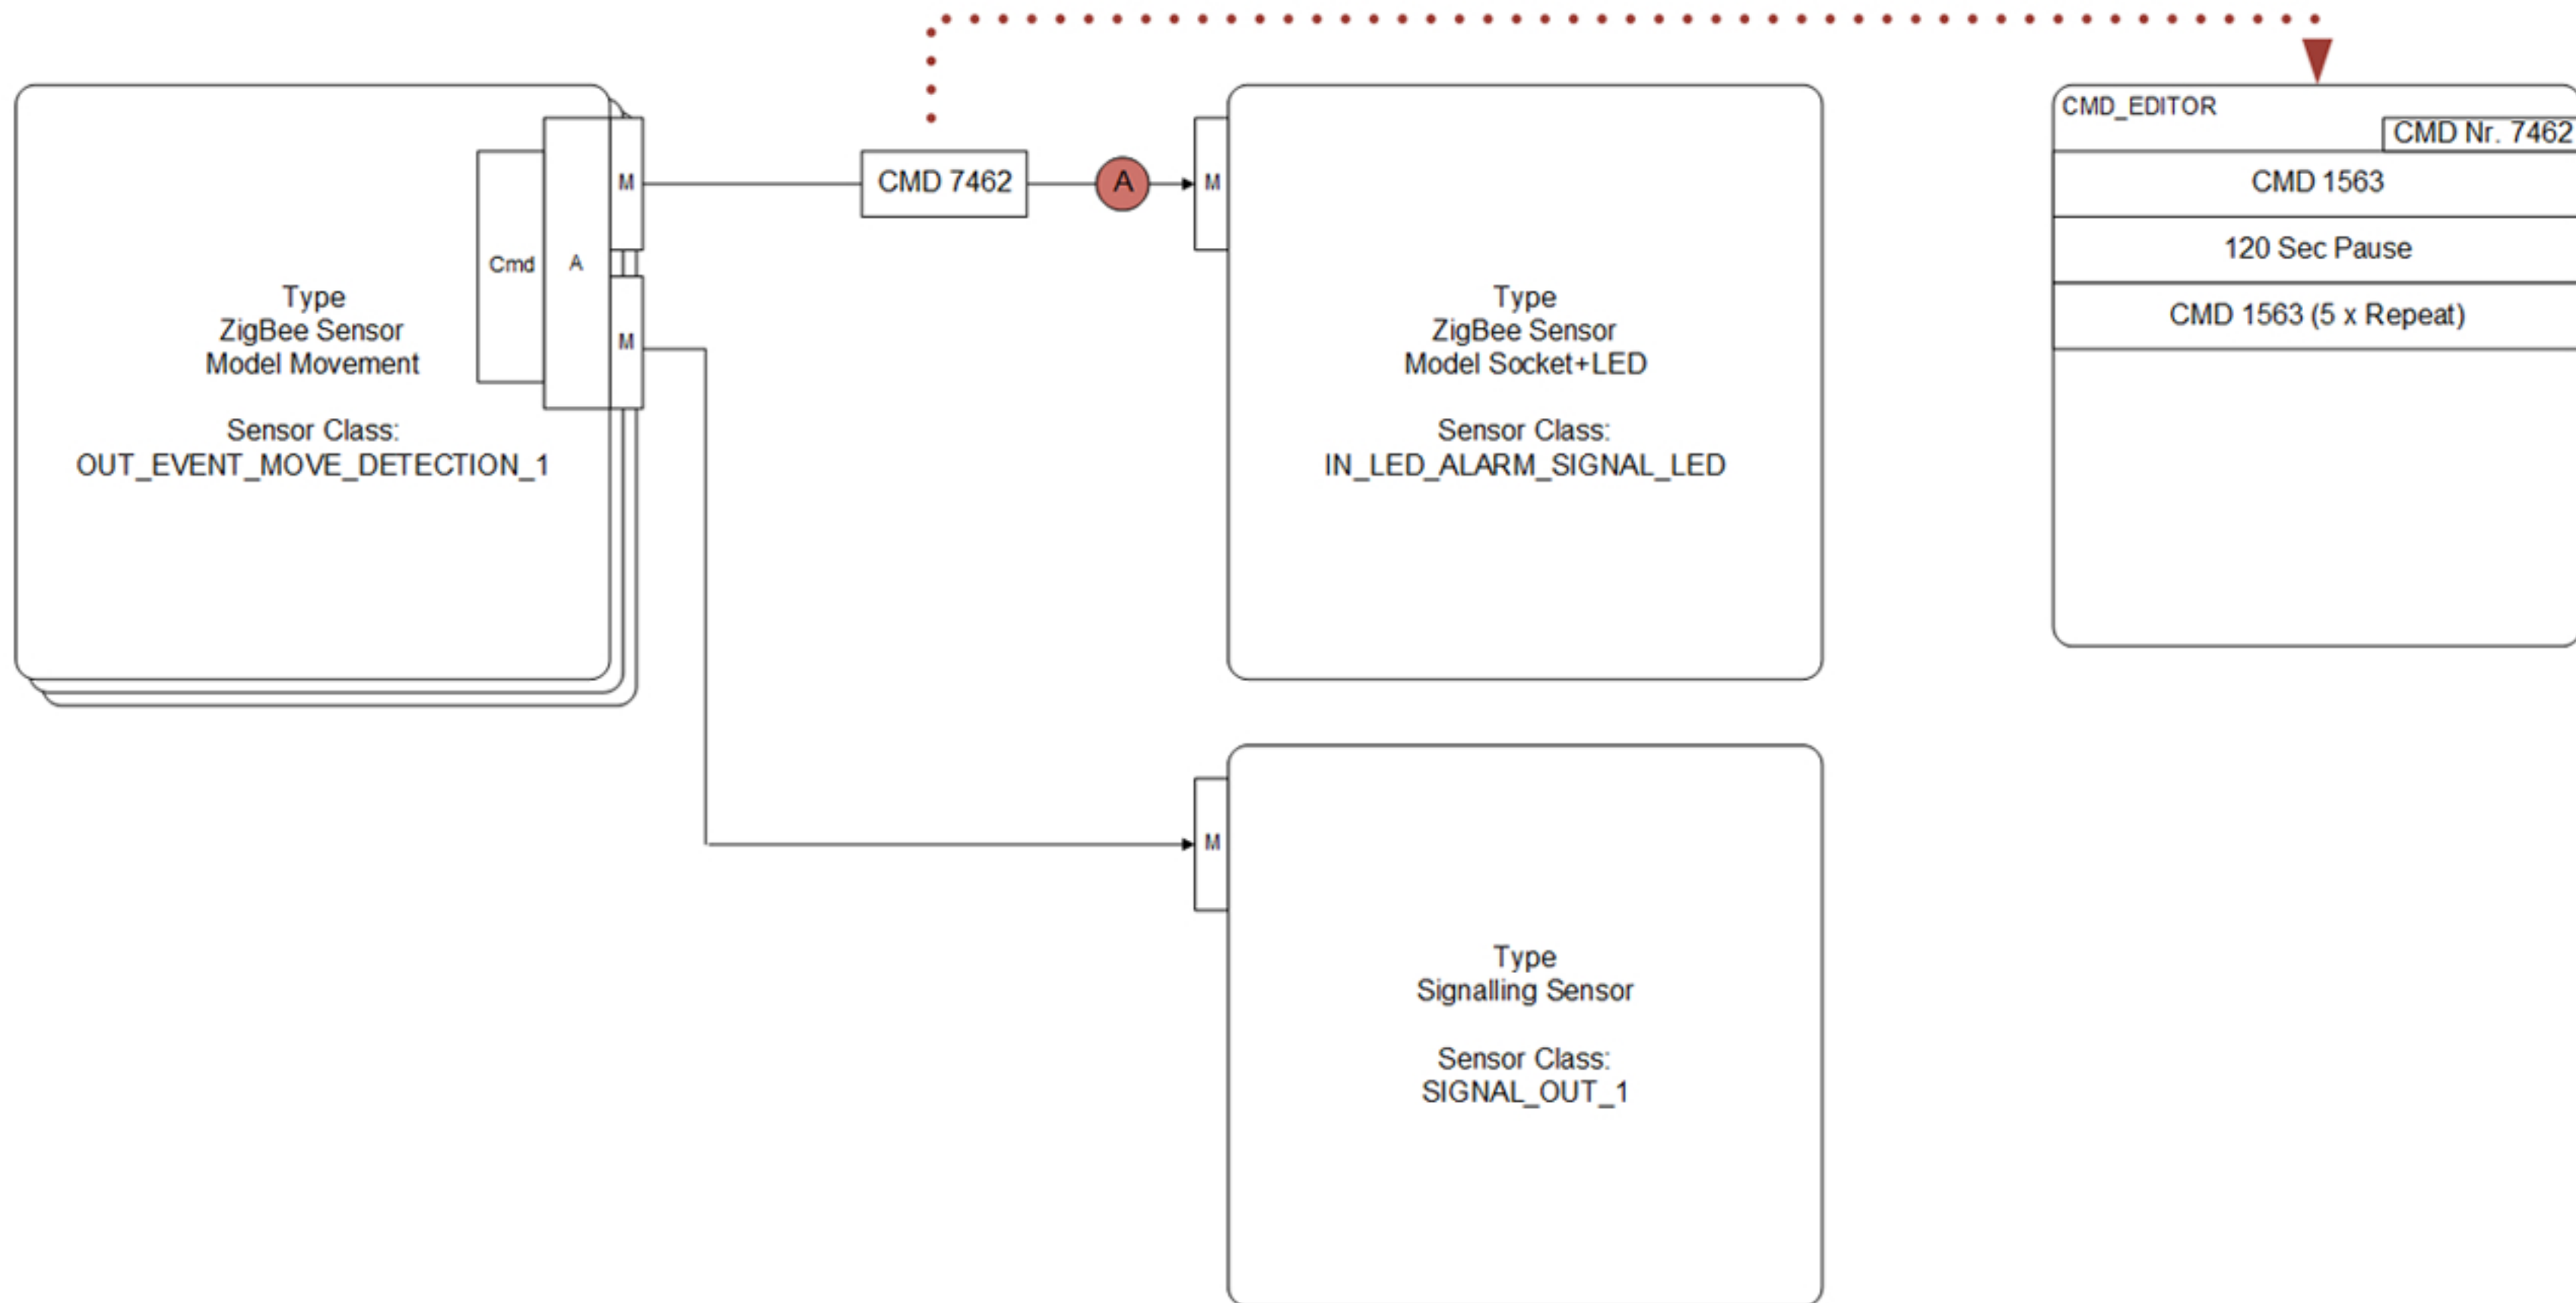 CMD_EDITOR
CMD Nr. 7462
M
CMD 7462
A
M
CMD 1563
Cmd
A
120 Sec Pause
Type
ZigBee Sensor
Model Movement
Sensor Class:
OUT_EVENT_MOVE_DETECTION_1
M
Type
ZigBee Sensor
Model Socket+LED
Sensor Class:
IN_LED_ALARM_SIGNAL_LED
CMD 1563 (5 x Repeat)
M
Type
Signalling Sensor
Sensor Class:
SIGNAL_OUT_1